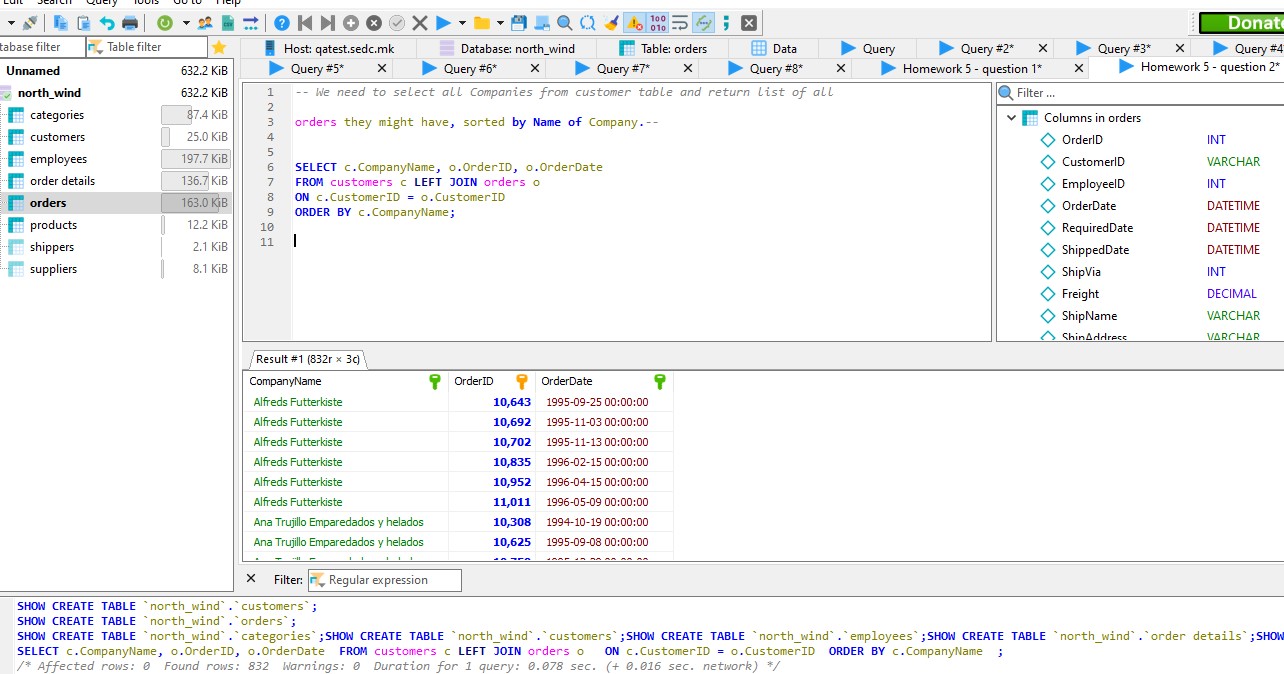 Edit Search Query Tools Go to Help
Donate
tabase filter Table filter
Host: qatest.sedc.mk Database: north_wind Table: orders Data Query Query #2* Query #3* Query #4
Query #5* Query #6* Query #7* Query #8* Homework 5 - question 1* Homework 5 - question 2*
Unnamed 632.2 KiB
north_wind 632.2 KiB
categories 87.4 KiB
customers 25.0 KiB
employees 197.7 KiB
order details 136.7 KiB
orders 163.0 KiB
products 12.2 KiB
shippers 2.1 KiB
suppliers 8.1 KiB
1 -- We need to select all Companies from customer table and return list of all
2
3 orders they might have, sorted by Name of Company.--
4
5
6 SELECT c.CompanyName, o.OrderID, o.OrderDate
7 FROM customers c LEFT JOIN orders o
8 ON c.CustomerID = o.CustomerID
9 ORDER BY c.CompanyName;
10
11
Filter ...
Columns in orders
OrderID INT
CustomerID VARCHAR
EmployeeID INT
OrderDate DATETIME
RequiredDate DATETIME
ShippedDate DATETIME
ShipVia INT
Freight DECIMAL
ShipName VARCHAR
ShipAddress VARCHAR
Result #1 (832r × 3c)
CompanyName OrderID OrderDate
Alfreds Futterkiste 10,643 1995-09-25 00:00:00
Alfreds Futterkiste 10,692 1995-11-03 00:00:00
Alfreds Futterkiste 10,702 1995-11-13 00:00:00
Alfreds Futterkiste 10,835 1996-02-15 00:00:00
Alfreds Futterkiste 10,952 1996-04-15 00:00:00
Alfreds Futterkiste 11,011 1996-05-09 00:00:00
Ana Trujillo Emparedados y helados 10,308 1994-10-19 00:00:00
Ana Trujillo Emparedados y helados 10,625 1995-09-08 00:00:00
Filter: Regular expression
SHOW CREATE TABLE `north_wind`.`customers`;
SHOW CREATE TABLE `north_wind`.`orders`;
SHOW CREATE TABLE `north_wind`.`categories`;SHOW CREATE TABLE `north_wind`.`customers`;SHOW CREATE TABLE `north_wind`.`employees`;SHOW CREATE TABLE `north_wind`.`order details`;SHOW
SELECT c.CompanyName, o.OrderID, o.OrderDate FROM customers c LEFT JOIN orders o ON c.CustomerID = o.CustomerID ORDER BY c.CompanyName ;
/* Affected rows: 0 Found rows: 832 Warnings: 0 Duration for 1 query: 0.078 sec. (+ 0.016 sec. network) */